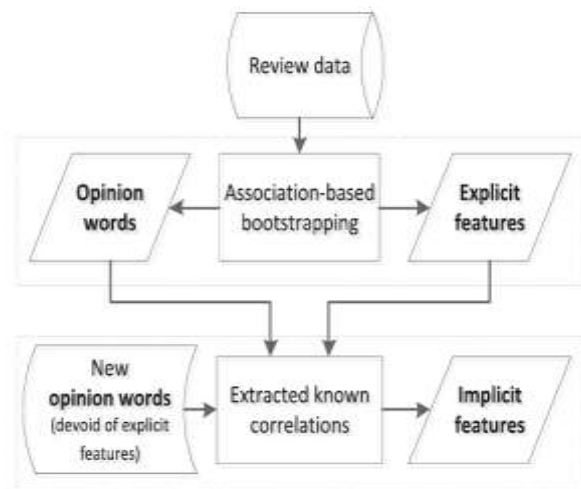 Review data
Opinion
words
Association-based
bootstrapping
Explicit
features
New
opinion words
(devoid of explicit
features)
Extracted known
correlations
Implicit
features